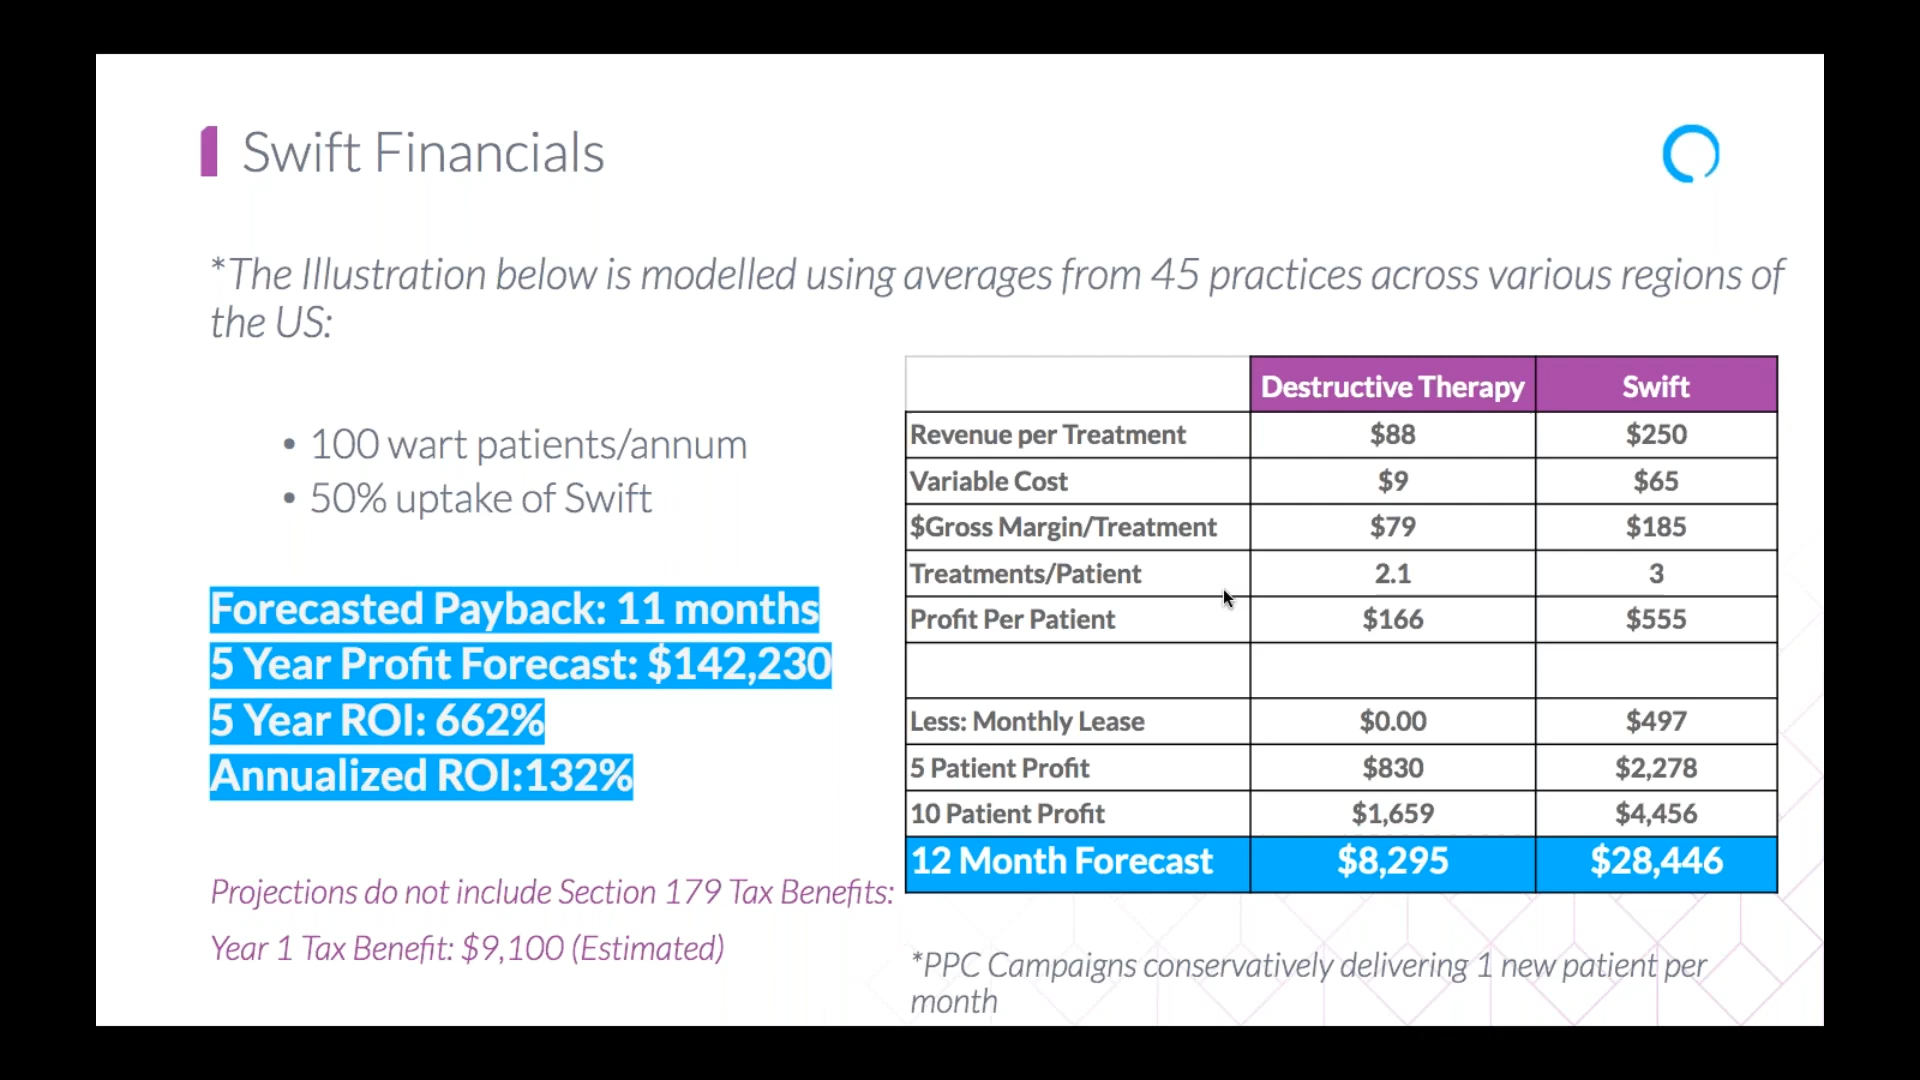 Swift Financials
*The Illustration below is modelled using averages from 45 practices across various regions of
the US:
• 100 wart patients/annum
• 50% uptake of Swift
Forecasted Payback: 11 months
5 Year Profit Forecast: $142,230
5 Year ROI: 662%
Annualized ROI:132%
Projections do not include Section 179 Tax Benefits:
Year 1 Tax Benefit: $9,100 (Estimated)
Destructive Therapy Swift
Revenue per Treatment $88 $250
Variable Cost $9 $65
$Gross Margin/Treatment $79 $185
Treatments/Patient 2.1 3
Profit Per Patient $166 $555
Less: Monthly Lease $0.00 $497
5 Patient Profit $830 $2,278
10 Patient Profit $1,659 $4,456
12 Month Forecast $8,295 $28,446
*PPC Campaigns conservatively delivering 1 new patient per
month